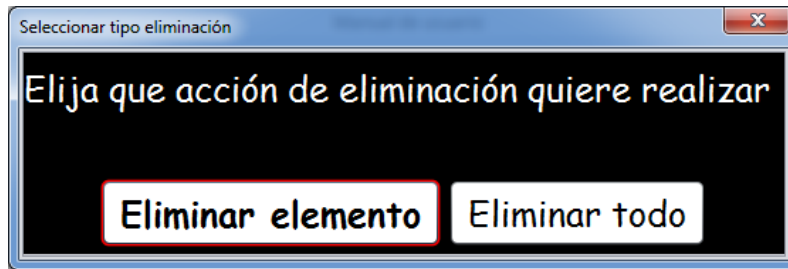 Seleccionar tipo eliminación
Elija que acción de eliminación quiere realizar
Eliminar elemento Eliminar todo